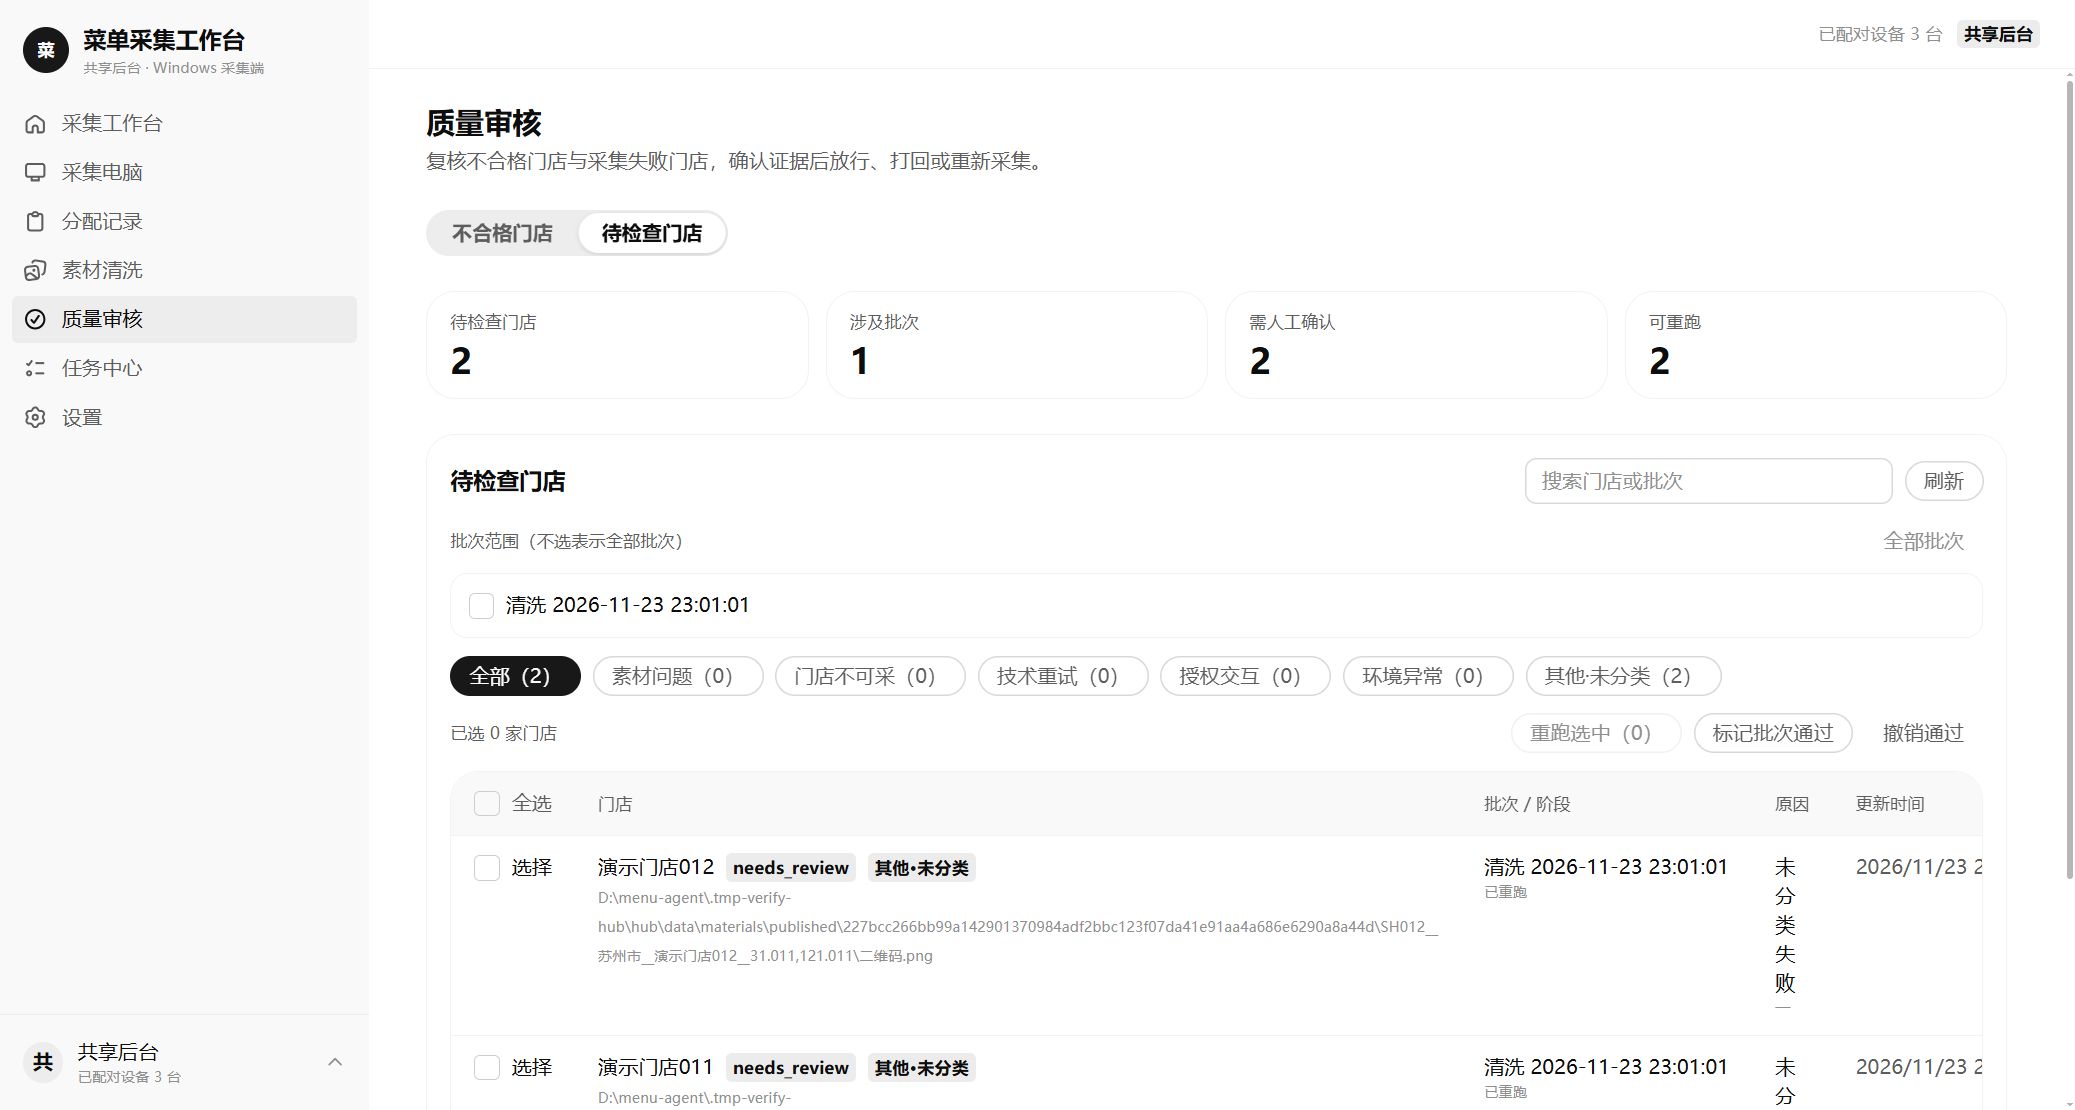 菜
菜单采集工作台
共享后台 · Windows 采集端
采集工作台
采集电脑
分配记录
素材清洗
质量审核
任务中心
设置
共
共享后台
已配对设备 3 台
已配对设备 3 台 共享后台
质量审核
复核不合格门店与采集失败门店，确认证据后放行、打回或重新采集。
不合格门店 待检查门店
待检查门店
2
涉及批次
1
需人工确认
2
可重跑
2
待检查门店 搜索门店或批次 刷新
批次范围（不选表示全部批次） 全部批次
清洗 2026-11-23 23:01:01
全部（2） 素材问题（0） 门店不可采（0） 技术重试（0） 授权交互（0） 环境异常（0） 其他·未分类（2）
已选 0 家门店 重跑选中（0） 标记批次通过 撤销通过
全选 门店 批次 / 阶段 原因 更新时间
选择 演示门店012 needs_review 其他·未分类
D:\menu-agent\.tmp-verify-
hub\hub\data\materials\published\227bcc266bb99a142901370984adf2bbc123f07da41e91aa4a686e6290a8a44d\SH012__
苏州市__演示门店012__31.011,121.011\二维码.png
清洗 2026-11-23 23:01:01
已重跑
未
分
类
失
败
—
2026/11/23 2
选择 演示门店011 needs_review 其他·未分类
D:\menu-agent\.tmp-verify-
清洗 2026-11-23 23:01:01
已重跑
未
分
2026/11/23 2